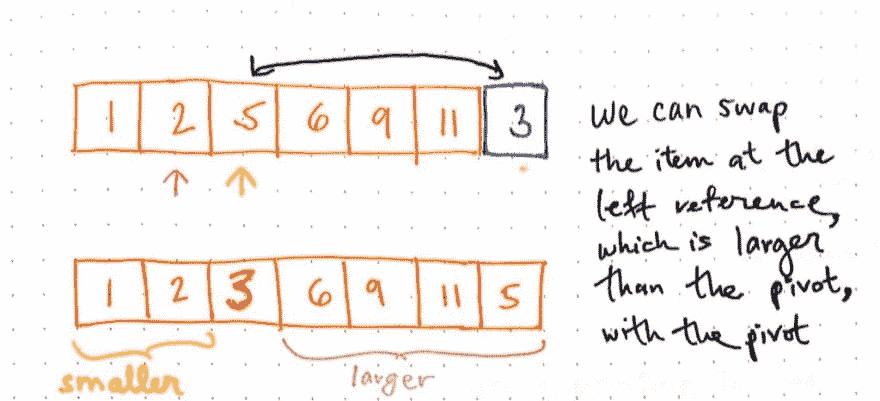 1 2 5 6 9 11 3
We can swap
the item at the
left reference,
which is larger
than the pivot,
with the pivot
1 2 3 6 9 11 5
smaller larger